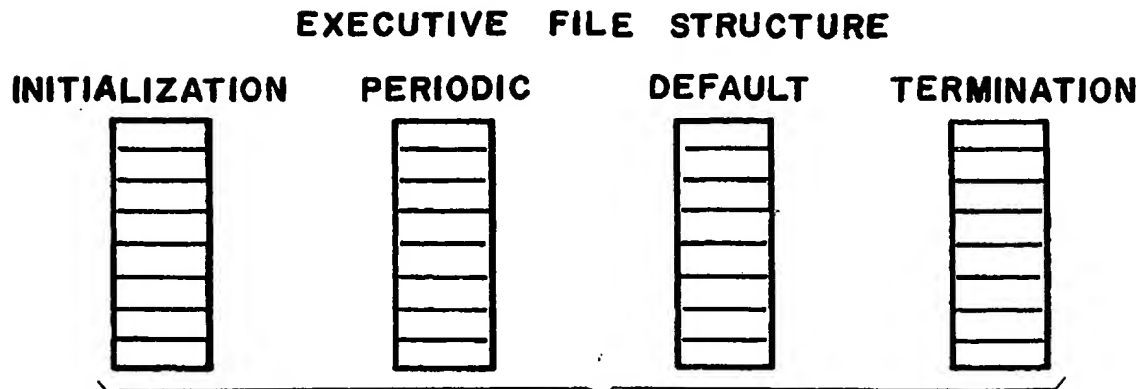 EXECUTIVE FILE STRUCTURE
INITIALIZATION PERIODIC DEFAULT TERMINATION